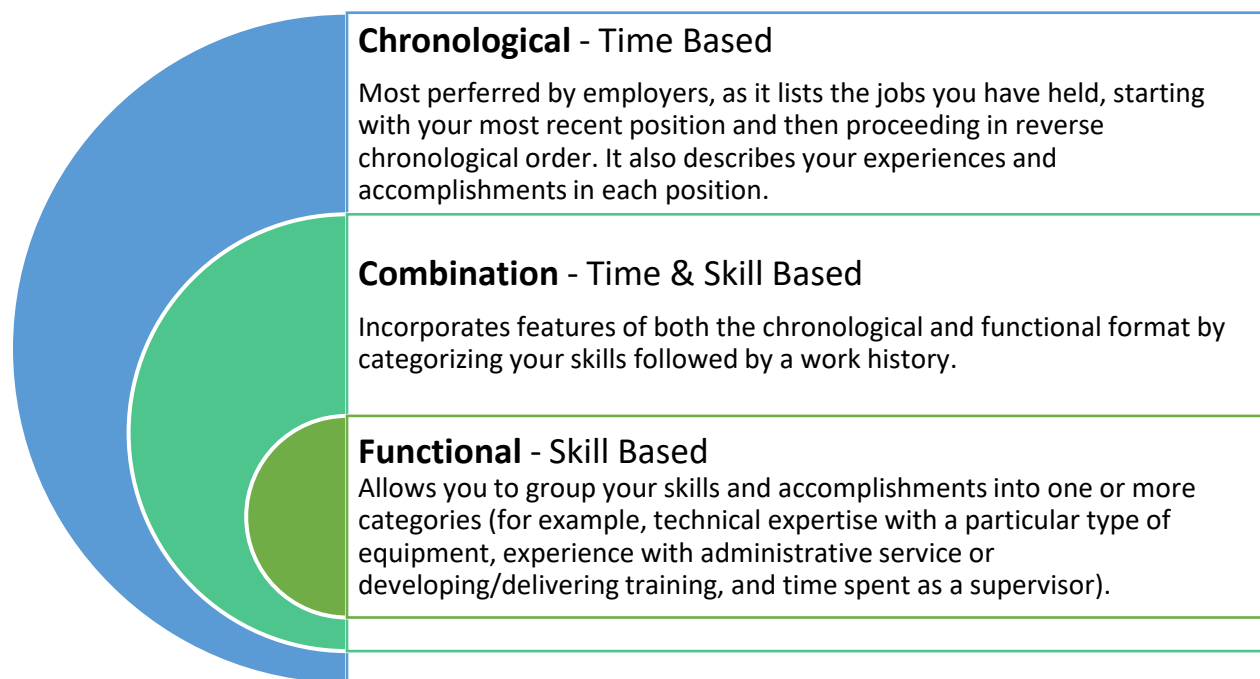 Chronological - Time Based
Most perferred by employers, as it lists the jobs you have held, starting
with your most recent position and then proceeding in reverse
chronological order. It also describes your experiences and
accomplishments in each position.
Combination - Time & Skill Based
Incorporates features of both the chronological and functional format by
categorizing your skills followed by a work history.
Functional - Skill Based
Allows you to group your skills and accomplishments into one or more
categories (for example, technical expertise with a particular type of
equipment, experience with administrative service or
developing/delivering training, and time spent as a supervisor).